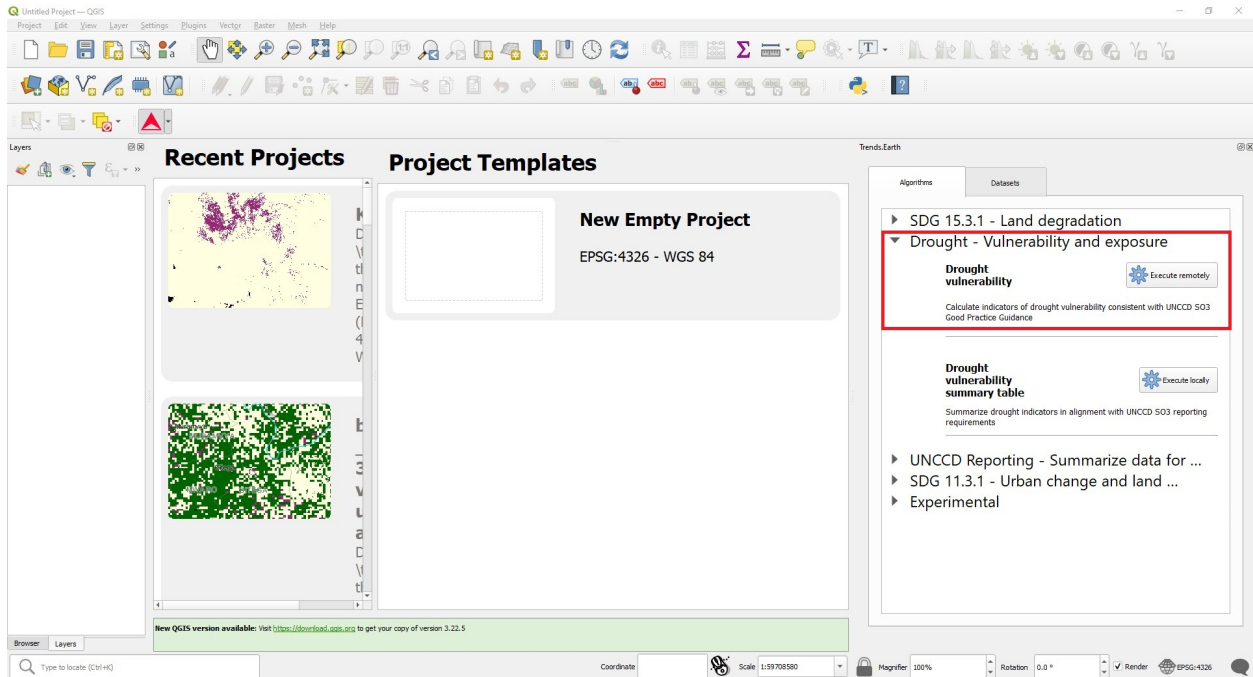 Untitled Project — QGIS
Project Edit View Layer Settings Plugins Vector Raster Mesh Help
Layers
Recent Projects
Project Templates
New Empty Project
EPSG:4326 - WGS 84
Trends.Earth
Algorithms Datasets
SDG 15.3.1 - Land degradation
Drought - Vulnerability and exposure
Drought
vulnerability
Execute remotely
Calculate indicators of drought vulnerability consistent with UNCCD SO3
Good Practice Guidance
Drought
vulnerability
summary table
Execute locally
Summarize drought indicators in alignment with UNCCD SO3 reporting
requirements
UNCCD Reporting - Summarize data for ...
SDG 11.3.1 - Urban change and land ...
Experimental
New QGIS version available: Visit https://download.qgis.org to get your copy of version 3.22.5
Browser Layers
Type to locate (Ctrl+K)
Coordinate
Scale 1:59708580
Magnifier 100%
Rotation 0.0 °
Render
EPSG:4326